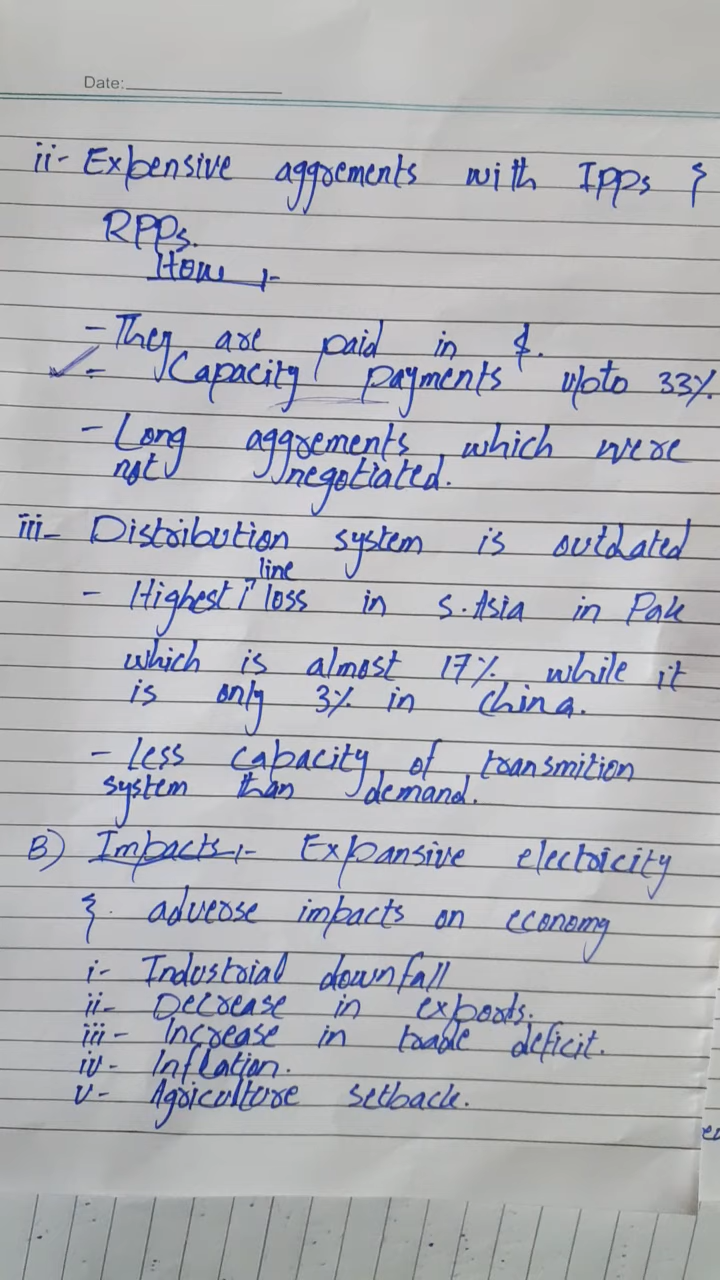 Date:
ii- Expensive aggrements with IPPs &
RPPs.
How :-
- They are paid in $.
- Capacity payments upto 33%.
- Long aggrements, which were
not negotiated.
iii- Distribution system is outdated
line
- Highest loss in S.Asia in Pak
which is almost 17%, while it
is only 3% in China.
- less capacity of transmition
system than demand.
B) Impacts:- Expansive electricity
& adverse impacts on economy
i- Industrial downfall
ii- Decrease in exports.
iii- Increase in trade deficit.
iv- Inflation.
v- Agriculture setback.